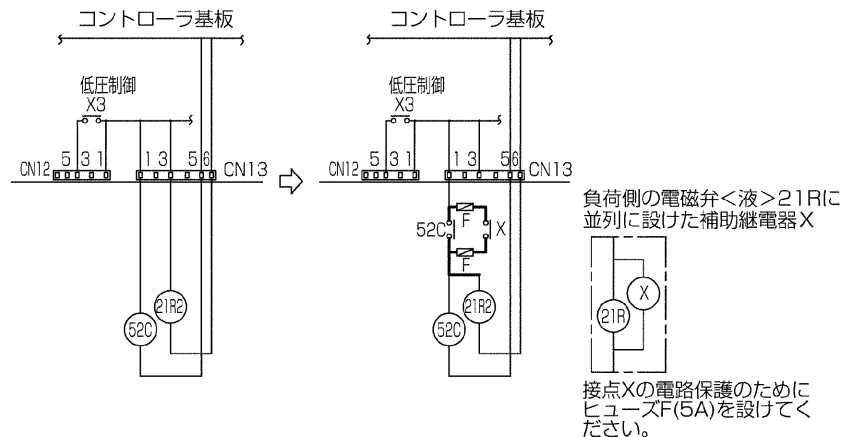 コントローラ基板
低圧制御
X3
5 3 1
1 3 5 6
CN12
CN13
21R2
52C
コントローラ基板
低圧制御
X3
5 3 1
1 3 5 6
CN12
CN13
F
52C
X
F
21R2
52C
負荷側の電磁弁<液>21Rに
並列に設けた補助継電器X
X
21R
接点Xの電路保護のために
ヒューズF(5A)を設けてく
ださい。